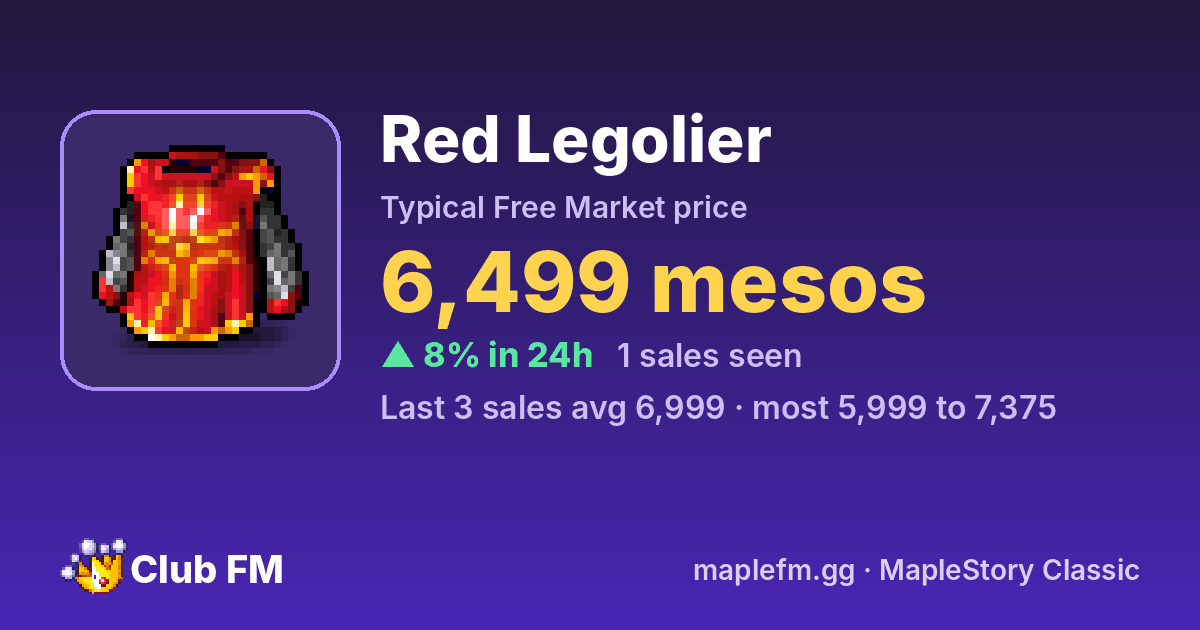 Red Legolier
Typical Free Market price
6,499 mesos
▲ 8% in 24h 1 sales seen
Last 3 sales avg 6,999 · most 5,999 to 7,375
Club FM
maplefm.gg · MapleStory Classic